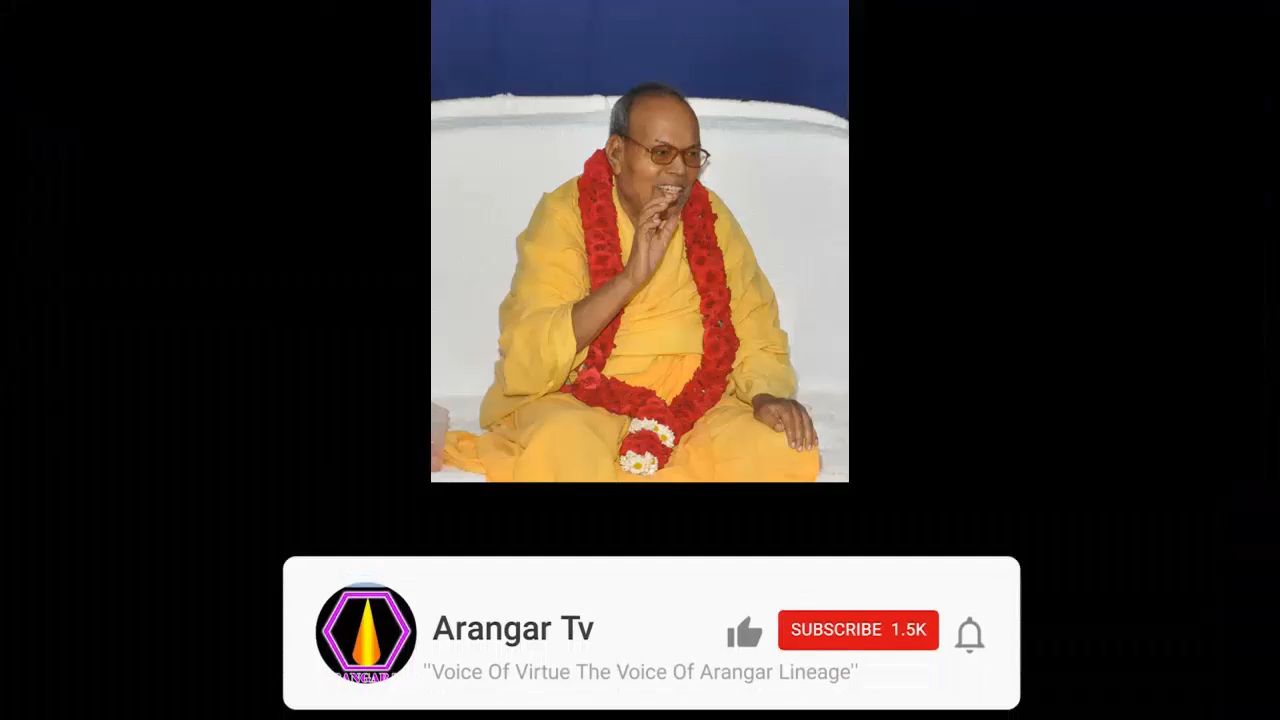 Arangar Tv
SUBSCRIBE 1.5K
"Voice Of Virtue The Voice Of Arangar Lineage"